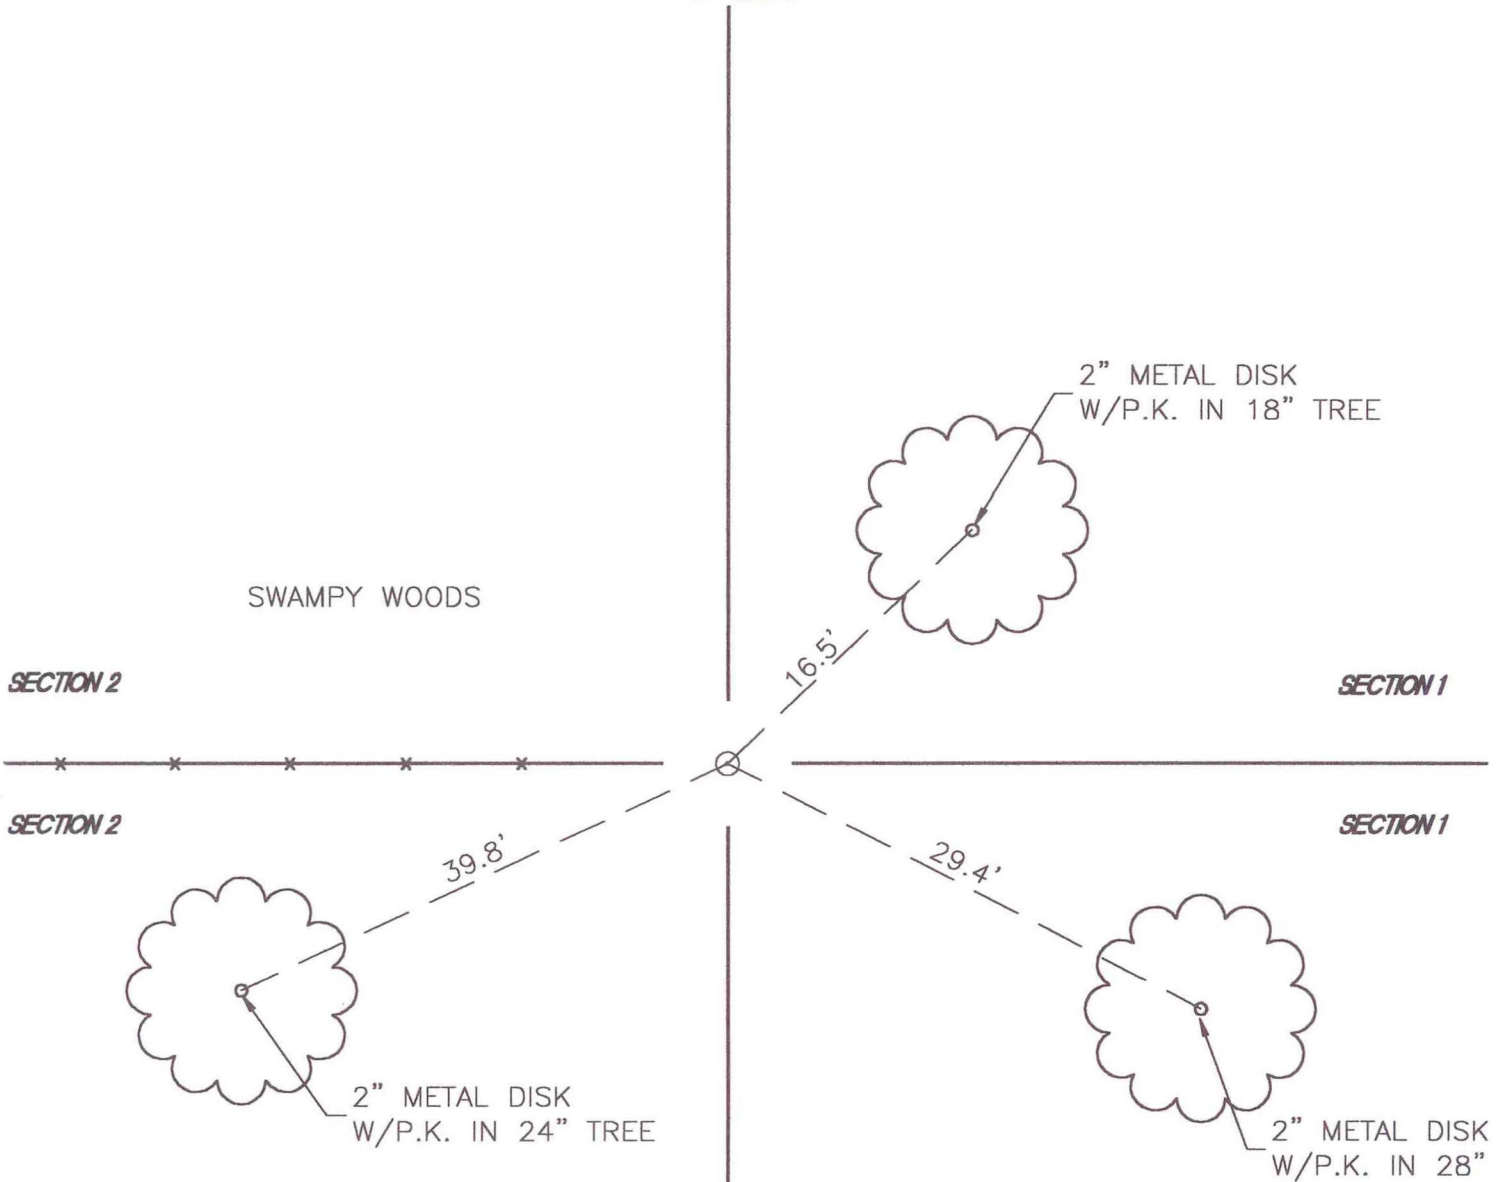 2" METAL DISK
W/P.K. IN 18" TREE
SWAMPY WOODS
16.5'
SECTION 2
SECTION 1
SECTION 2
SECTION 1
39.8'
29.4'
2" METAL DISK
W/P.K. IN 24" TREE
2" METAL DISK
W/P.K. IN 28"